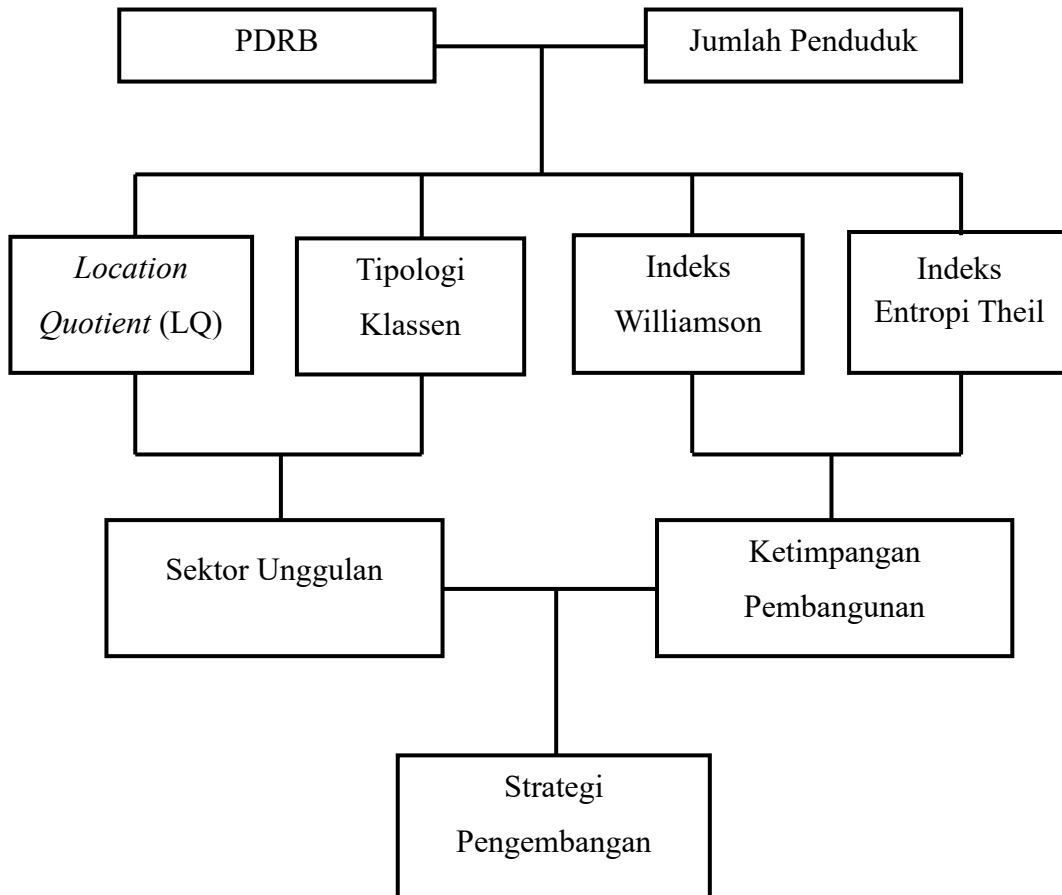 PDRB
Jumlah Penduduk
Location
Quotient (LQ)
Tipologi
Klassen
Indeks
Williamson
Indeks
Entropi Theil
Sektor Unggulan
Ketimpangan
Pembangunan
Strategi
Pengembangan